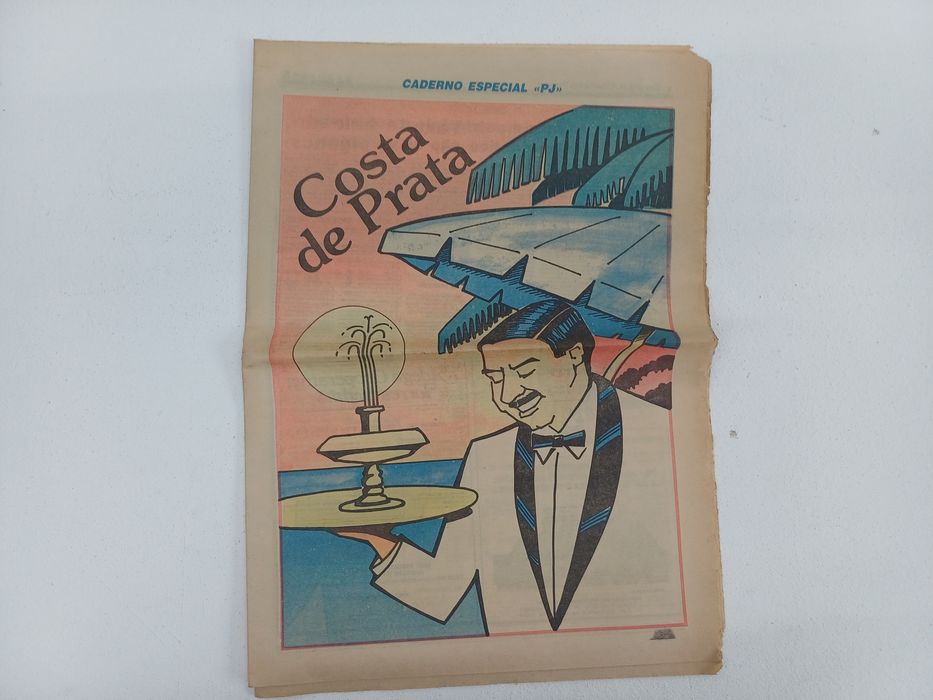 CADERNO ESPECIAL «PJ»
Costa
de Prata